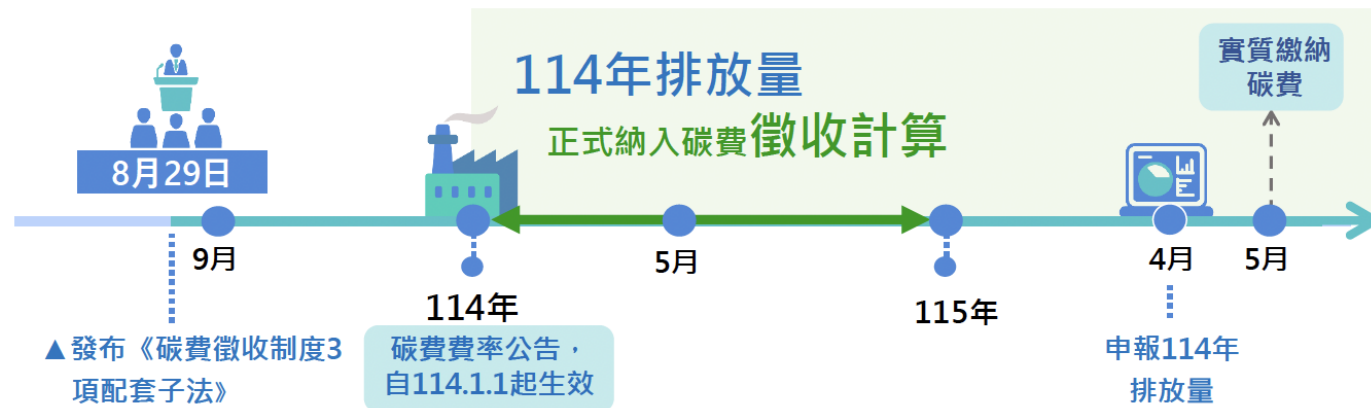 114年排放量
正式納入碳費徵收計算
實質繳納
碳費
8月29日
9月
114年
5月
115年
4月
5月
▲發布《碳費徵收制度3
項配套子法》
碳費費率公告，
自114.1.1起生效
申報114年
排放量